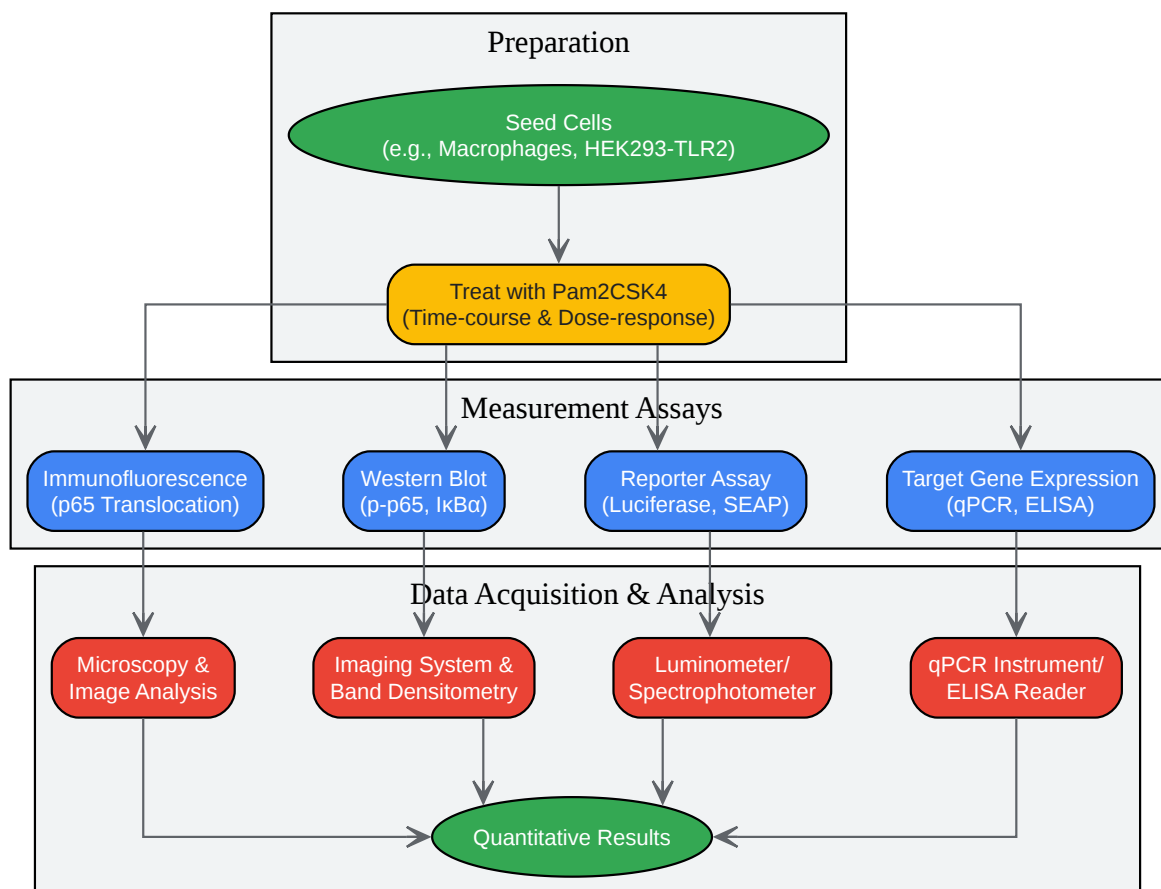 Preparation
Seed Cells
(e.g., Macrophages, HEK293-TLR2)
Treat with Pam2CSK4
(Time-course & Dose-response)
Measurement Assays
Immunofluorescence
(p65 Translocation)
Western Blot
(p-p65, IκBα)
Reporter Assay
(Luciferase, SEAP)
Target Gene Expression
(qPCR, ELISA)
Data Acquisition & Analysis
Microscopy &
Image Analysis
Imaging System &
Band Densitometry
Luminometer/
Spectrophotometer
qPCR Instrument/
ELISA Reader
Quantitative Results